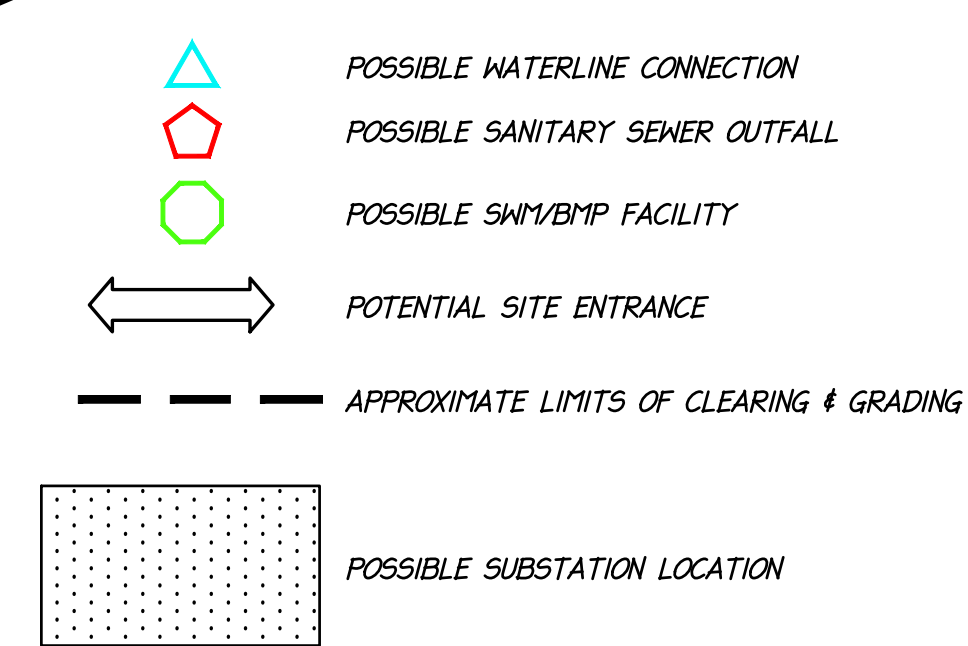 POSSIBLE WATERLINE CONNECTION
POSSIBLE SANITARY SEWER OUTFALL
POSSIBLE SWM/BMP FACILITY
POTENTIAL SITE ENTRANCE
APPROXIMATE LIMITS OF CLEARING & GRADING
POSSIBLE SUBSTATION LOCATION